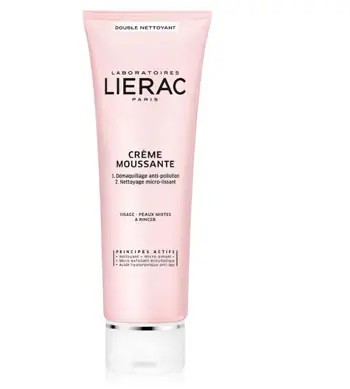 DOUBLE NETTOYANT
LABORATOIRES
LIERAC
PARIS
CRÈME
MOUSSANTE
1. Démaquillage anti-pollution
2. Nettoyage micro-lissant
VISAGE - PEAUX MIXTES
À RINCER
PRINCIPES ACTIFS